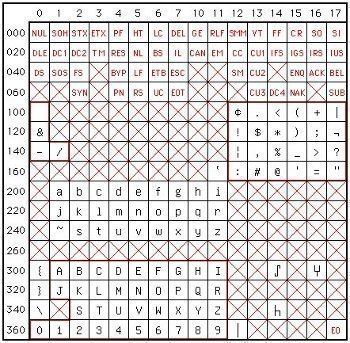 0 1 2 3 4 5 6 7 10 11 12 13 14 15 16 17
000 NUL SOH STX ETX PF HT LC DEL GE RLF SMM VT FF CR SO SI
020 DLE DC1 DC2 TM RES NL BS IL CAN EM CC CU1 IFS IGS IRS IUS
040 DS SOS FS BYP LF ETB ESC SM CU2 ENQ ACK BEL
060 SYN PN RS UC EOT CU3 DC4 NAK SUB
100 ¢ . < ( + |
120 & ! $ * ) ; ¬
140 - / ¦ , % _ > ?
160 ` : # @ ' = "
200 a b c d e f g h i
220 j k l m n o p q r
240 ~ s t u v w x y z
260
300 { A B C D E F G H I ⌠ Ψ
320 } J K L M N O P Q R
340 \ S T U V W X Y Z
360 0 1 2 3 4 5 6 7 8 9 | EO